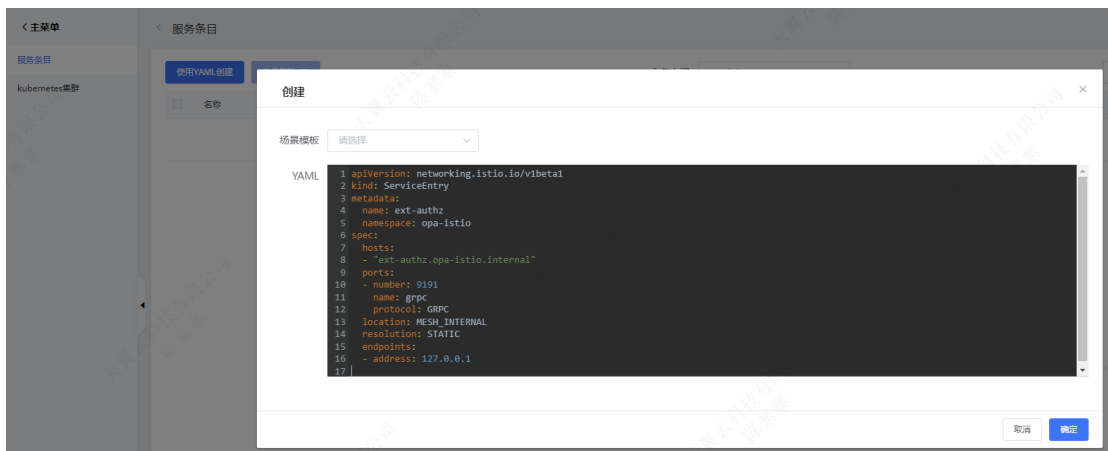 主菜单
服务条目
服务条目
kubernetes集群
使用YAML创建
名称
创建
场景模板 请选择
YAML
1 apiVersion: networking.istio.io/v1beta1
2 kind: ServiceEntry
3 metadata:
4   name: ext-authz
5   namespace: opa-istio
6 spec:
7   hosts:
8   - "ext-authz.opa-istio.internal"
9   ports:
10   - number: 9191
11     name: grpc
12     protocol: GRPC
13   location: MESH_INTERNAL
14   resolution: STATIC
15   endpoints:
16   - address: 127.0.0.1
17
取消 确定